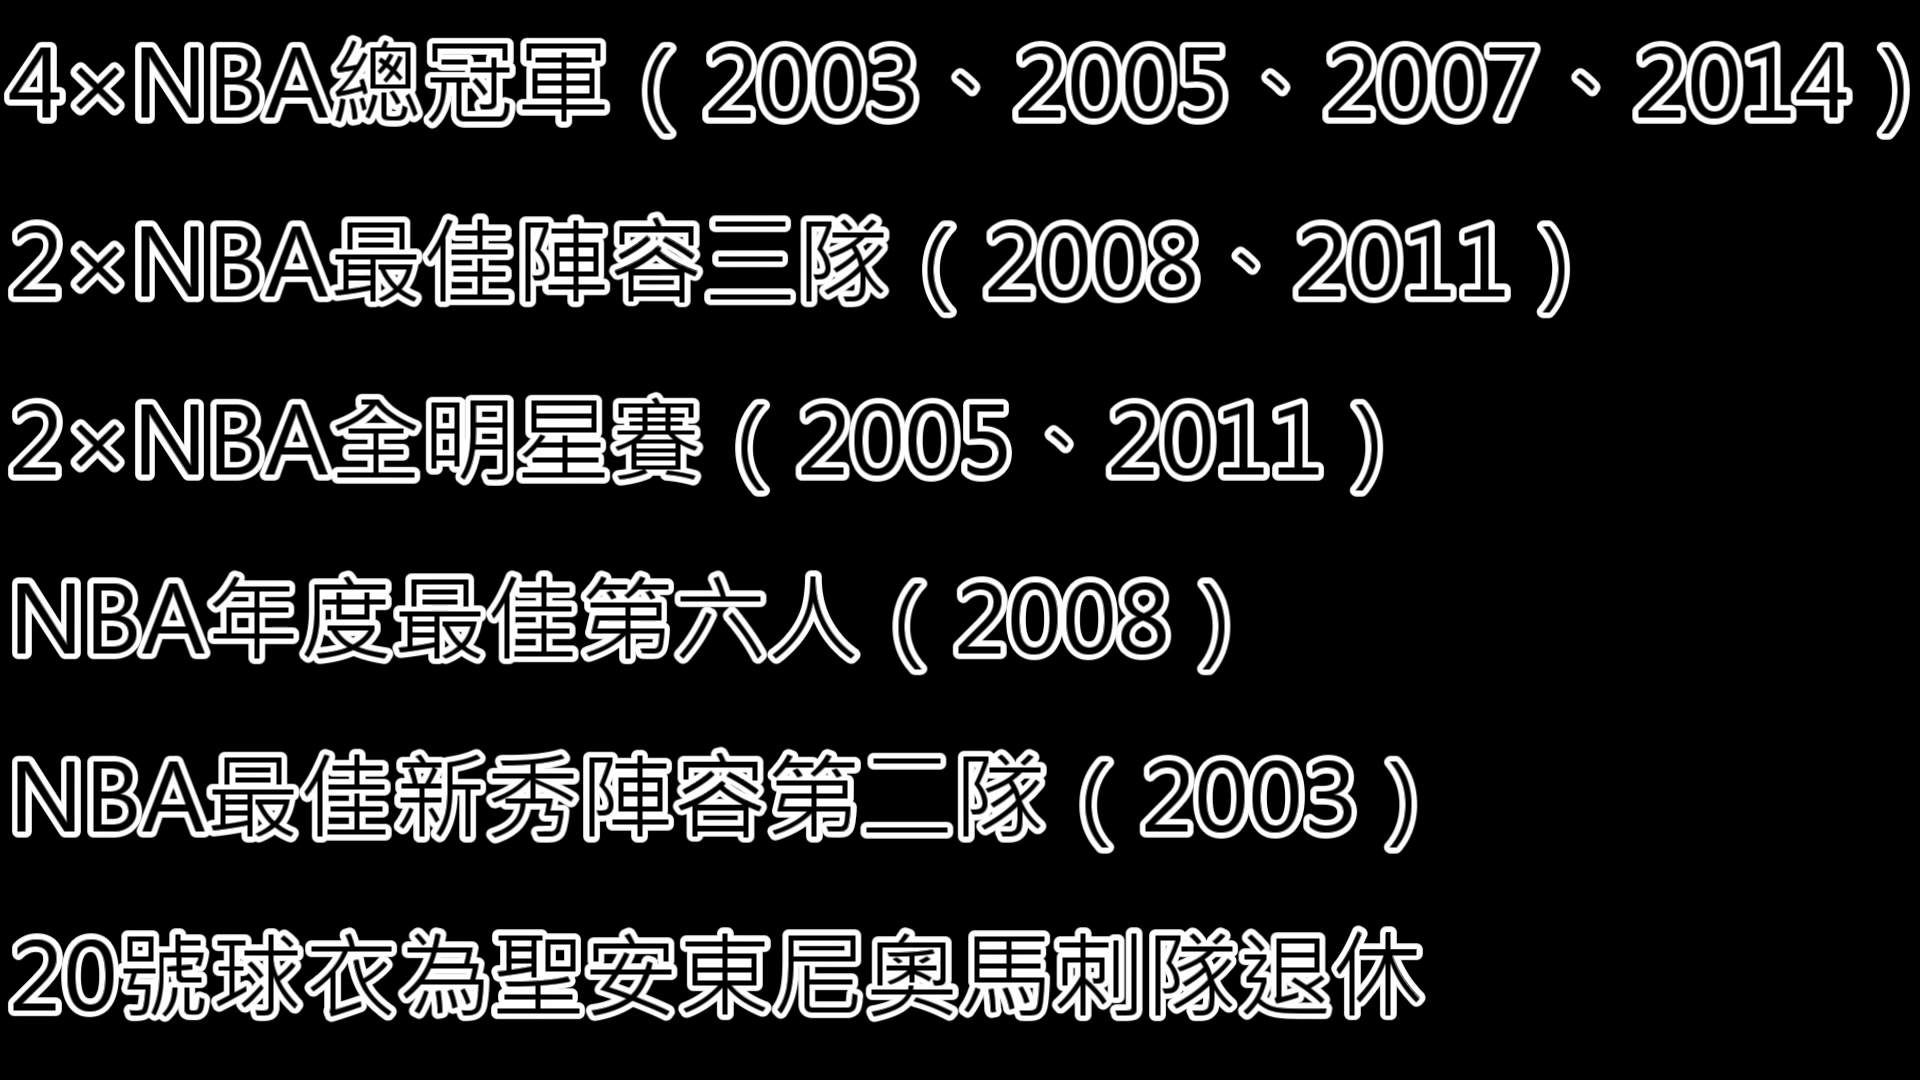 4×NBA總冠軍（2003、2005、2007、2014）
2×NBA最佳陣容三隊（2008、2011）
2×NBA全明星賽（2005、2011）
NBA年度最佳第六人（2008）
NBA最佳新秀陣容第二隊（2003）
20號球衣為聖安東尼奧馬刺隊退休